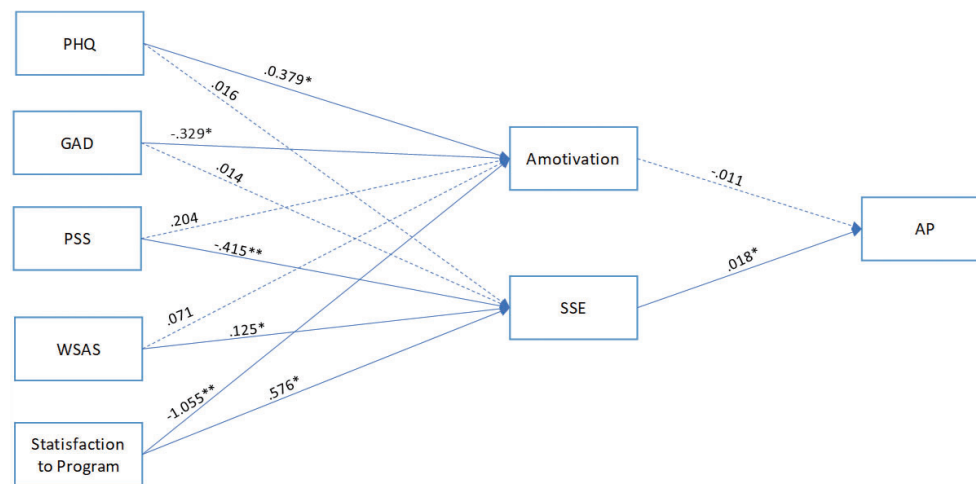 PHQ
.0.379*
.016
GAD
-.329*
.014
Amotivation
-.011
PSS
.204
-.415**
AP
.018*
SSE
.071
WSAS
.125*
-1.055**
.576*
Statisfaction
to Program